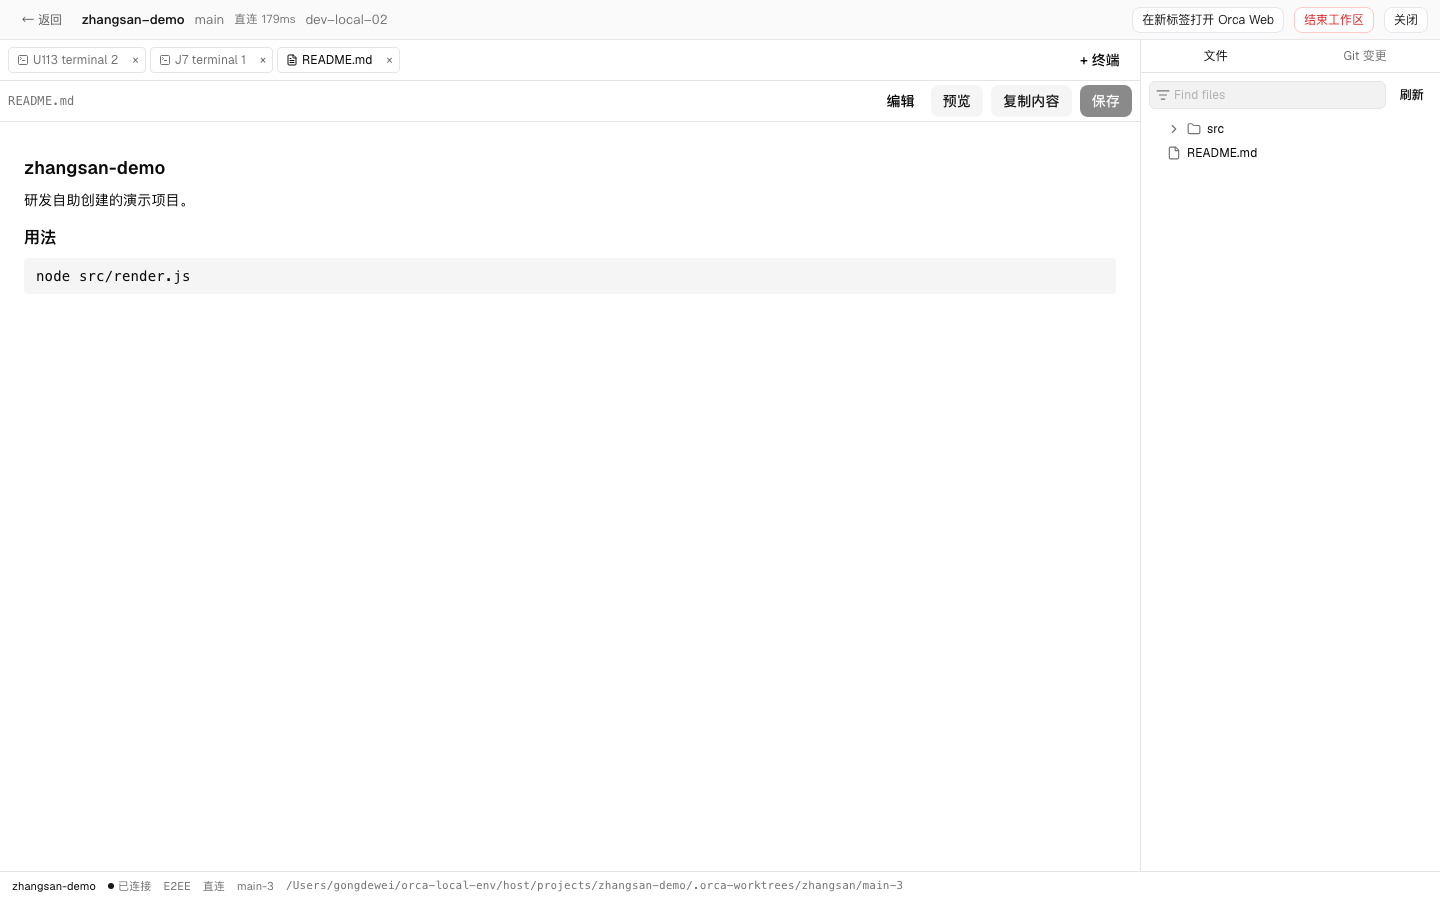 ← 返回 zhangsan-demo main 直连 179ms dev-local-02 在新标签打开 Orca Web 结束工作区 关闭
U113 terminal 2 × J7 terminal 1 × README.md × + 终端 文件 Git 变更
README.md 编辑 预览 复制内容 保存 Find files 刷新
src
README.md
zhangsan-demo
研发自助创建的演示项目。
用法
node src/render.js
zhangsan-demo 已连接 E2EE 直连 main-3 /Users/gongdewei/orca-local-env/host/projects/zhangsan-demo/.orca-worktrees/zhangsan/main-3